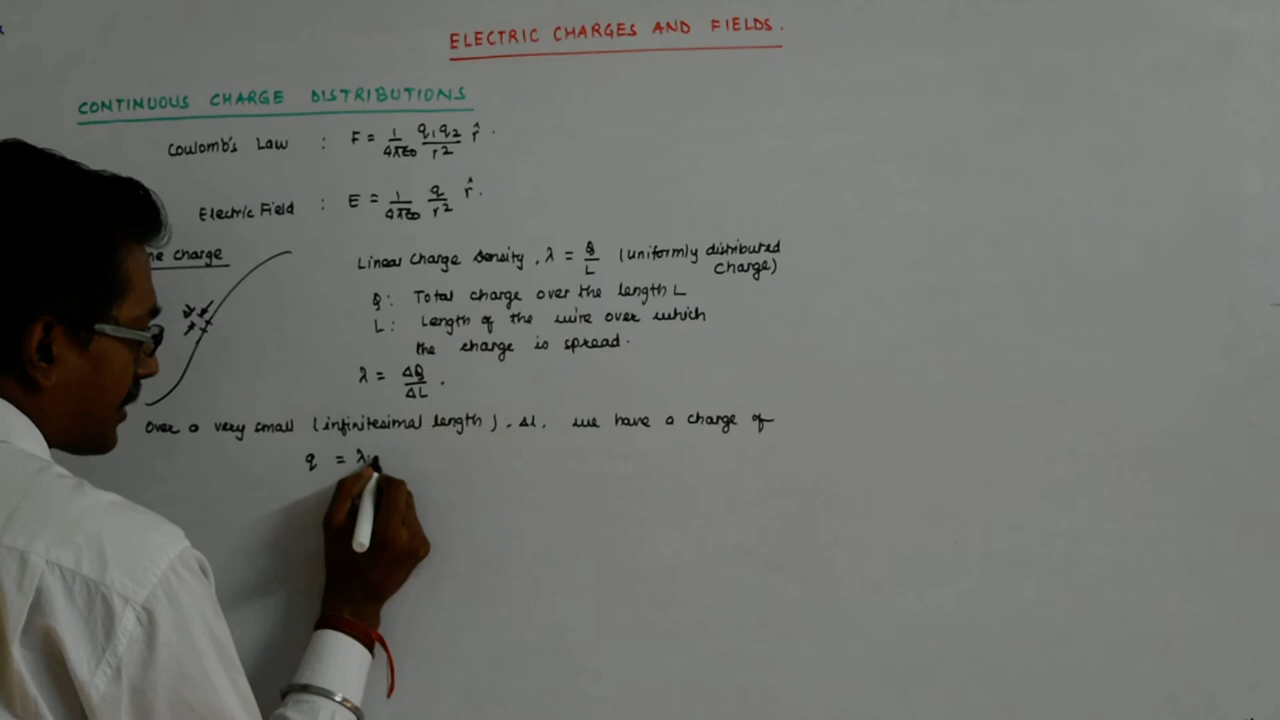 ELECTRIC CHARGES AND FIELDS.
CONTINUOUS CHARGE DISTRIBUTIONS
Coulomb's Law : F = 1/4πε0 q1q2/r2 r̂.
Electric Field : E = 1/4πε0 q/r2 r̂.
charge
Linear Charge density, λ = Q/L (uniformly distributed
charge)
Q: Total charge over the length L
L: Length of the wire over which
the charge is spread.
λ = ΔQ/ΔL.
Over a very small (infinitesimal length), Δl, we have a charge of
q = λ